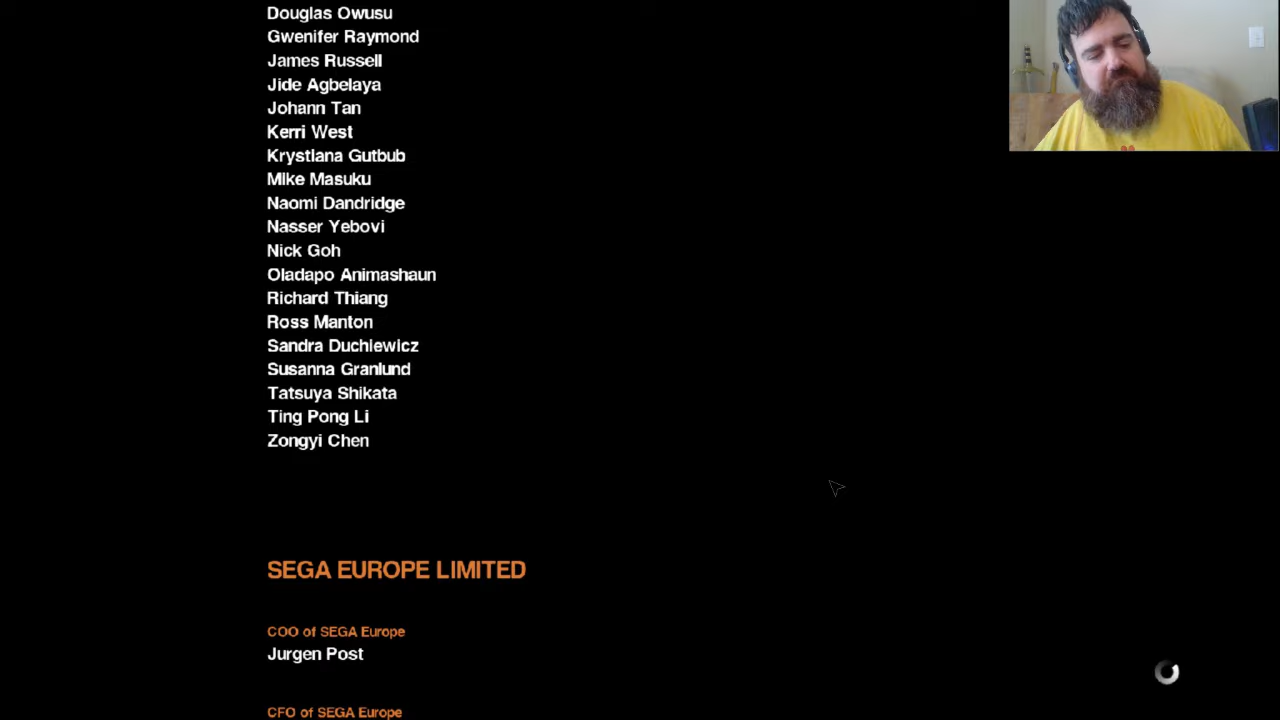 Douglas Owusu
Gwenifer Raymond
James Russell
Jide Agbelaya
Johann Tan
Kerri West
Krystiana Gutbub
Mike Masuku
Naomi Dandridge
Nasser Yebovi
Nick Goh
Oladapo Animashaun
Richard Thiang
Ross Manton
Sandra Duchiewicz
Susanna Granlund
Tatsuya Shikata
Ting Pong Li
Zongyi Chen
SEGA EUROPE LIMITED
COO of SEGA Europe
Jurgen Post
CFO of SEGA Europe